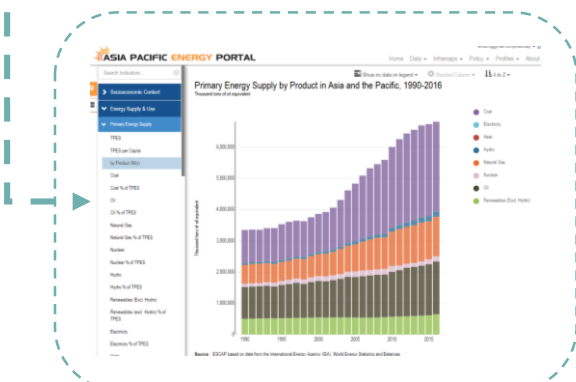 ASIA PACIFIC ENERGY PORTAL
Home Data Infomaps Policy Profiles About
Search Indicators..
Show no data on legend Stacked Column A to Z
Socioeconomic Context
Energy Supply & Use
Primary Energy Supply
TPES
TPES per Capita
by Product (Mix)
Coal
Coal % of TPES
Oil
Oil % of TPES
Natural Gas
Natural Gas % of TPES
Nuclear
Nuclear % of TPES
Hydro
Hydro % of TPES
Renewables (Excl. Hydro)
Renewables (excl. Hydro) % of
TPES
Electricity
Electricity % of TPES
Heat
Primary Energy Supply by Product in Asia and the Pacific, 1990-2016
Thousand tons of oil equivalent
Thousand tons of oil equivalent
6,000,000
4,000,000
2,000,000
1,000,000
0
1990 1995 2000 2005 2010 2015
Coal
Electricity
Heat
Hydro
Natural Gas
Nuclear
Oil
Renewables (Excl. Hydro)
Source : ESCAP based on data from the International Energy Agency (IEA), World Energy Statistics and Balances.